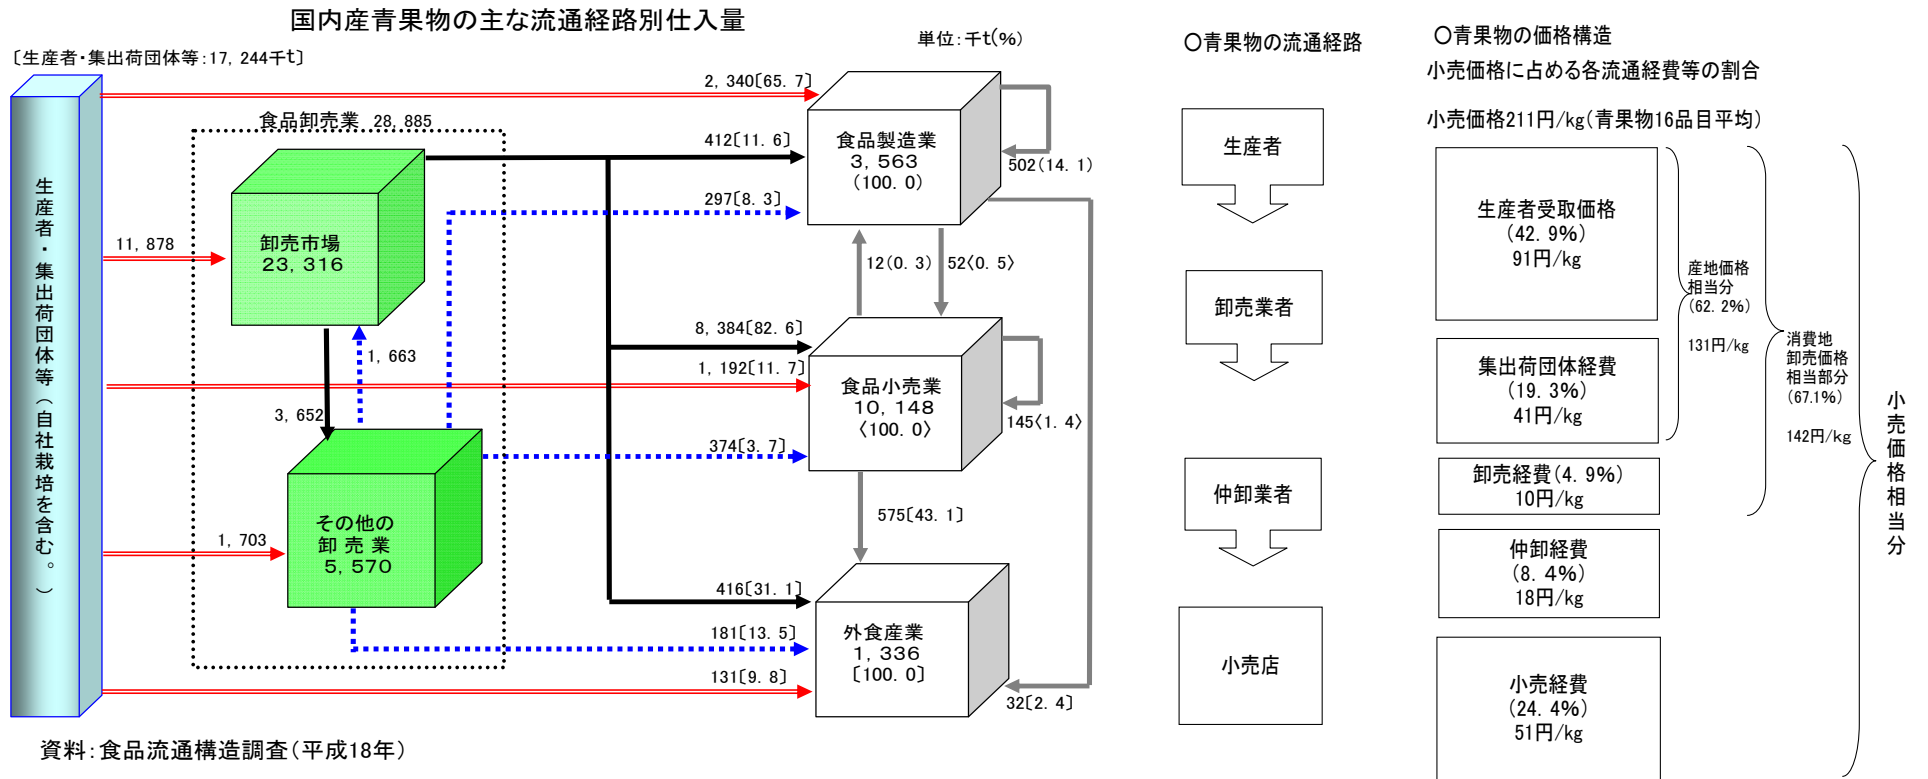 国内産青果物の主な流通経路別仕入量
単位：千t(%)
〔生産者・集出荷団体等：17，244千t〕
生産者・集出荷団体等（自社栽培を含む。）
食品卸売業 28，885
卸売市場
23，316
その他の
卸売業
5，570
11，878
1，703
3，652
1，663
2，340〔65．7〕
412〔11．6〕
297〔8．3〕
食品製造業
3，563
(100．0)
502(14．1)
12(0．3)
52〈0．5〉
8，384〔82．6〕
1，192〔11．7〕
374〔3．7〕
食品小売業
10，148
〈100．0〉
145〈1．4〉
575〔43．1〕
416〔31．1〕
181〔13．5〕
131〔9．8〕
外食産業
1，336
〔100．0〕
32〔2．4〕
資料：食品流通構造調査（平成18年）
〇青果物の流通経路
生産者
卸売業者
仲卸業者
小売店
〇青果物の価格構造
小売価格に占める各流通経費等の割合
小売価格211円/kg（青果物16品目平均）
生産者受取価格
(42．9%)
91円/kg
集出荷団体経費
(19.3%)
41円/kg
卸売経費(4．9%)
10円/kg
仲卸経費
(8．4%)
18円/kg
小売経費
(24．4%)
51円/kg
産地価格
相当分
(62．2%)
131円/kg
消費地
卸売価格
相当部分
(67.1%)
142円/kg
小売価格相当分